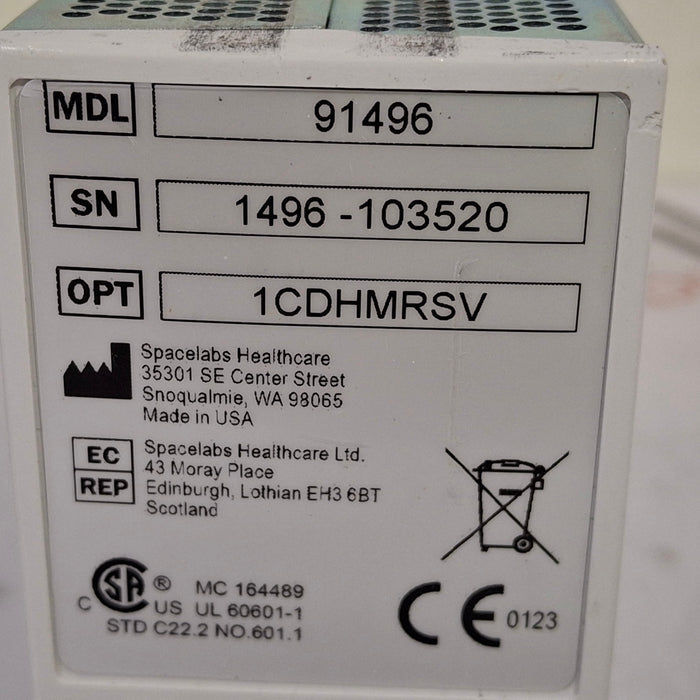 MDL 91496
SN 1496 -103520
OPT 1CDHMRSV
Spacelabs Healthcare
35301 SE Center Street
Snoqualmie, WA 98065
Made in USA
EC REP
Spacelabs Healthcare Ltd.
43 Moray Place
Edinburgh, Lothian EH3 6BT
Scotland
C SA ® US
MC 164489
UL 60601-1
STD C22.2 NO.601.1
CE 0123